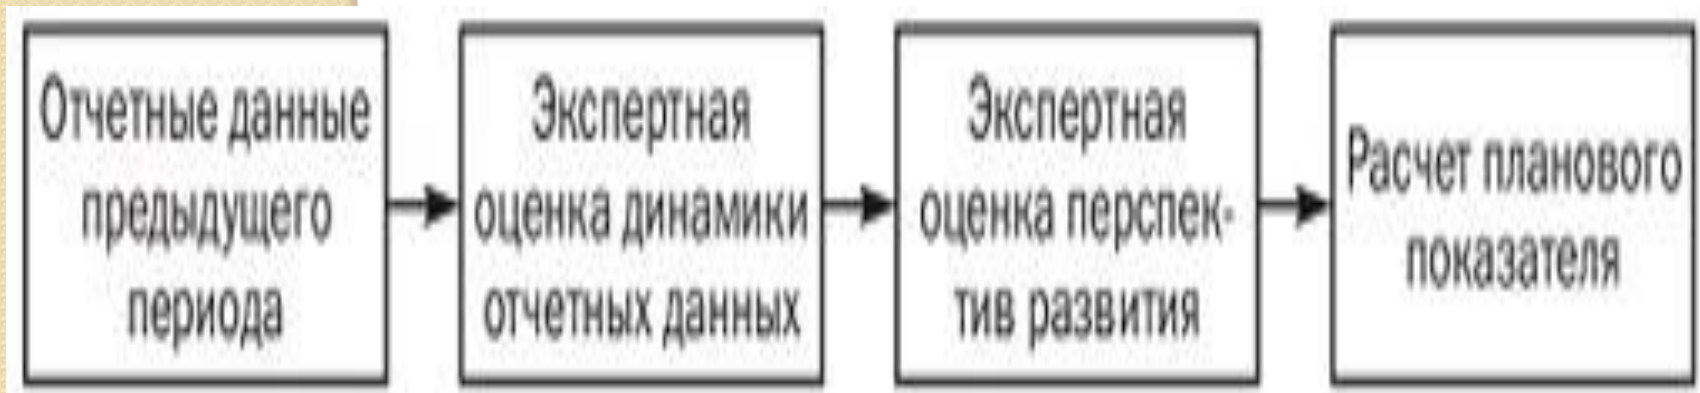 Отчетные данные
предыдущего
периода
Экспертная
оценка динамики
отчетных данных
Экспертная
оценка перспек-
тив развития
Расчет планового
показателя